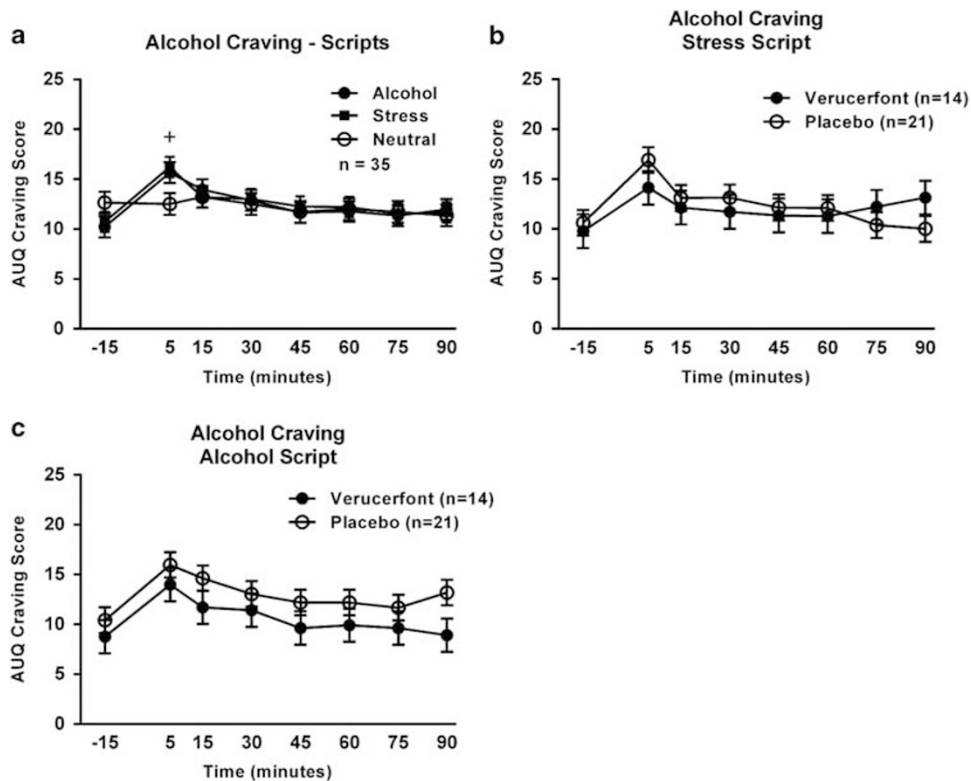 a
Alcohol Craving - Scripts
25
20
15
10
5
0
AUQ Craving Score
+
Alcohol
Stress
Neutral
n = 35
-15 5 15 30 45 60 75 90
Time (minutes)
b
Alcohol Craving
Stress Script
25
20
15
10
5
0
AUQ Craving Score
Verucerfont (n=14)
Placebo (n=21)
-15 5 15 30 45 60 75 90
Time (minutes)
c
Alcohol Craving
Alcohol Script
25
20
15
10
5
0
AUQ Craving Score
Verucerfont (n=14)
Placebo (n=21)
-15 5 15 30 45 60 75 90
Time (minutes)